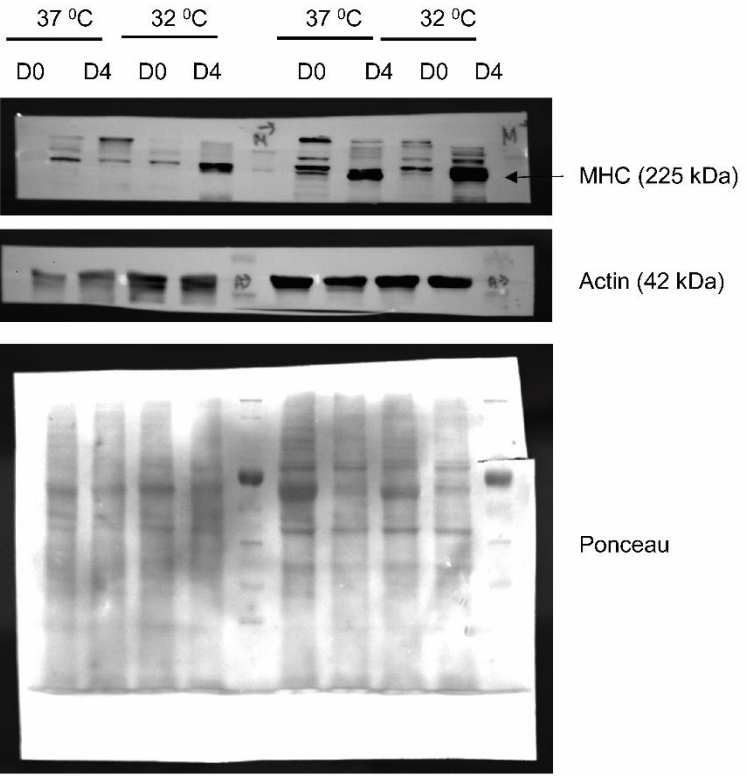 37 ⁰C 32 ⁰C 37 ⁰C 32 ⁰C
D0 D4 D0 D4 D0 D4 D0 D4
M M
MHC (225 kDa)
Actin (42 kDa)
Ponceau